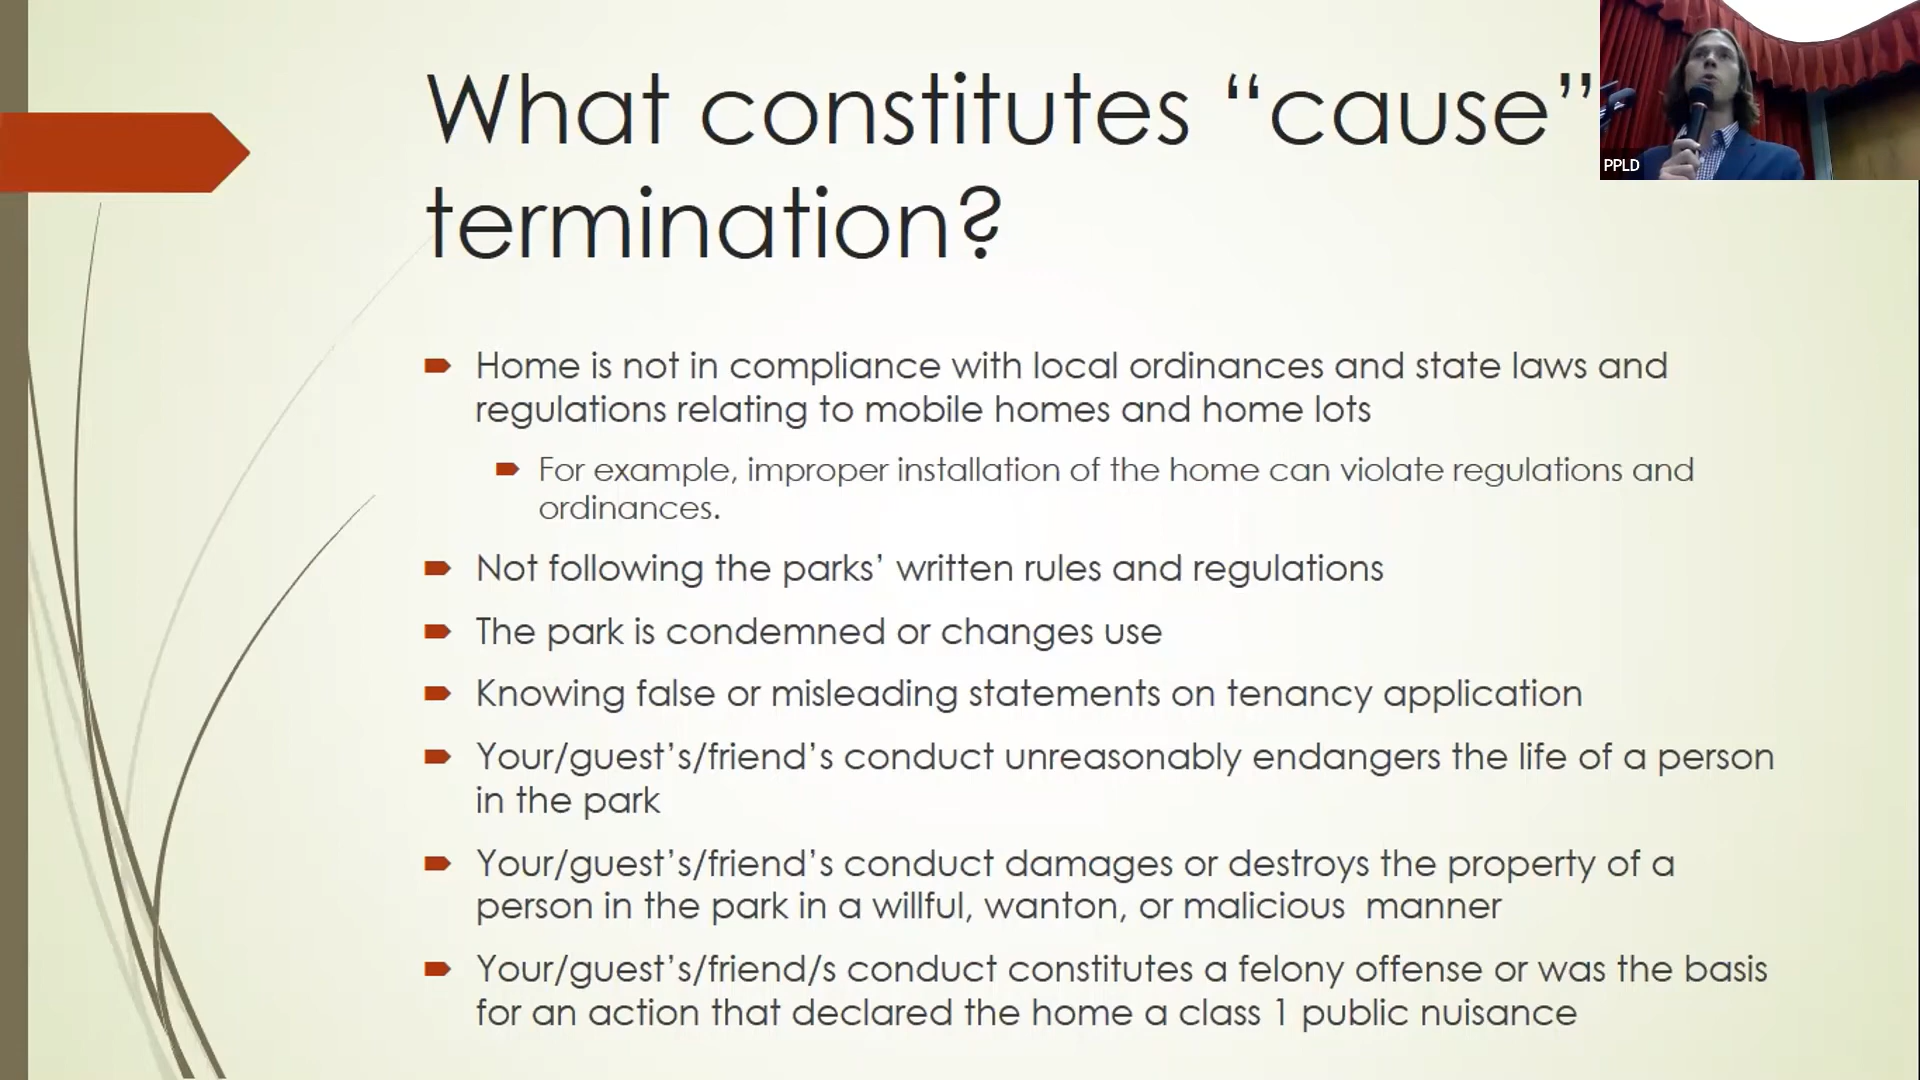 What constitutes “cause”
termination?
PPLD
Home is not in compliance with local ordinances and state laws and
regulations relating to mobile homes and home lots
For example, improper installation of the home can violate regulations and
ordinances.
Not following the parks’ written rules and regulations
The park is condemned or changes use
Knowing false or misleading statements on tenancy application
Your/guest’s/friend’s conduct unreasonably endangers the life of a person
in the park
Your/guest’s/friend’s conduct damages or destroys the property of a
person in the park in a willful, wanton, or malicious  manner
Your/guest’s/friend/s conduct constitutes a felony offense or was the basis
for an action that declared the home a class 1 public nuisance